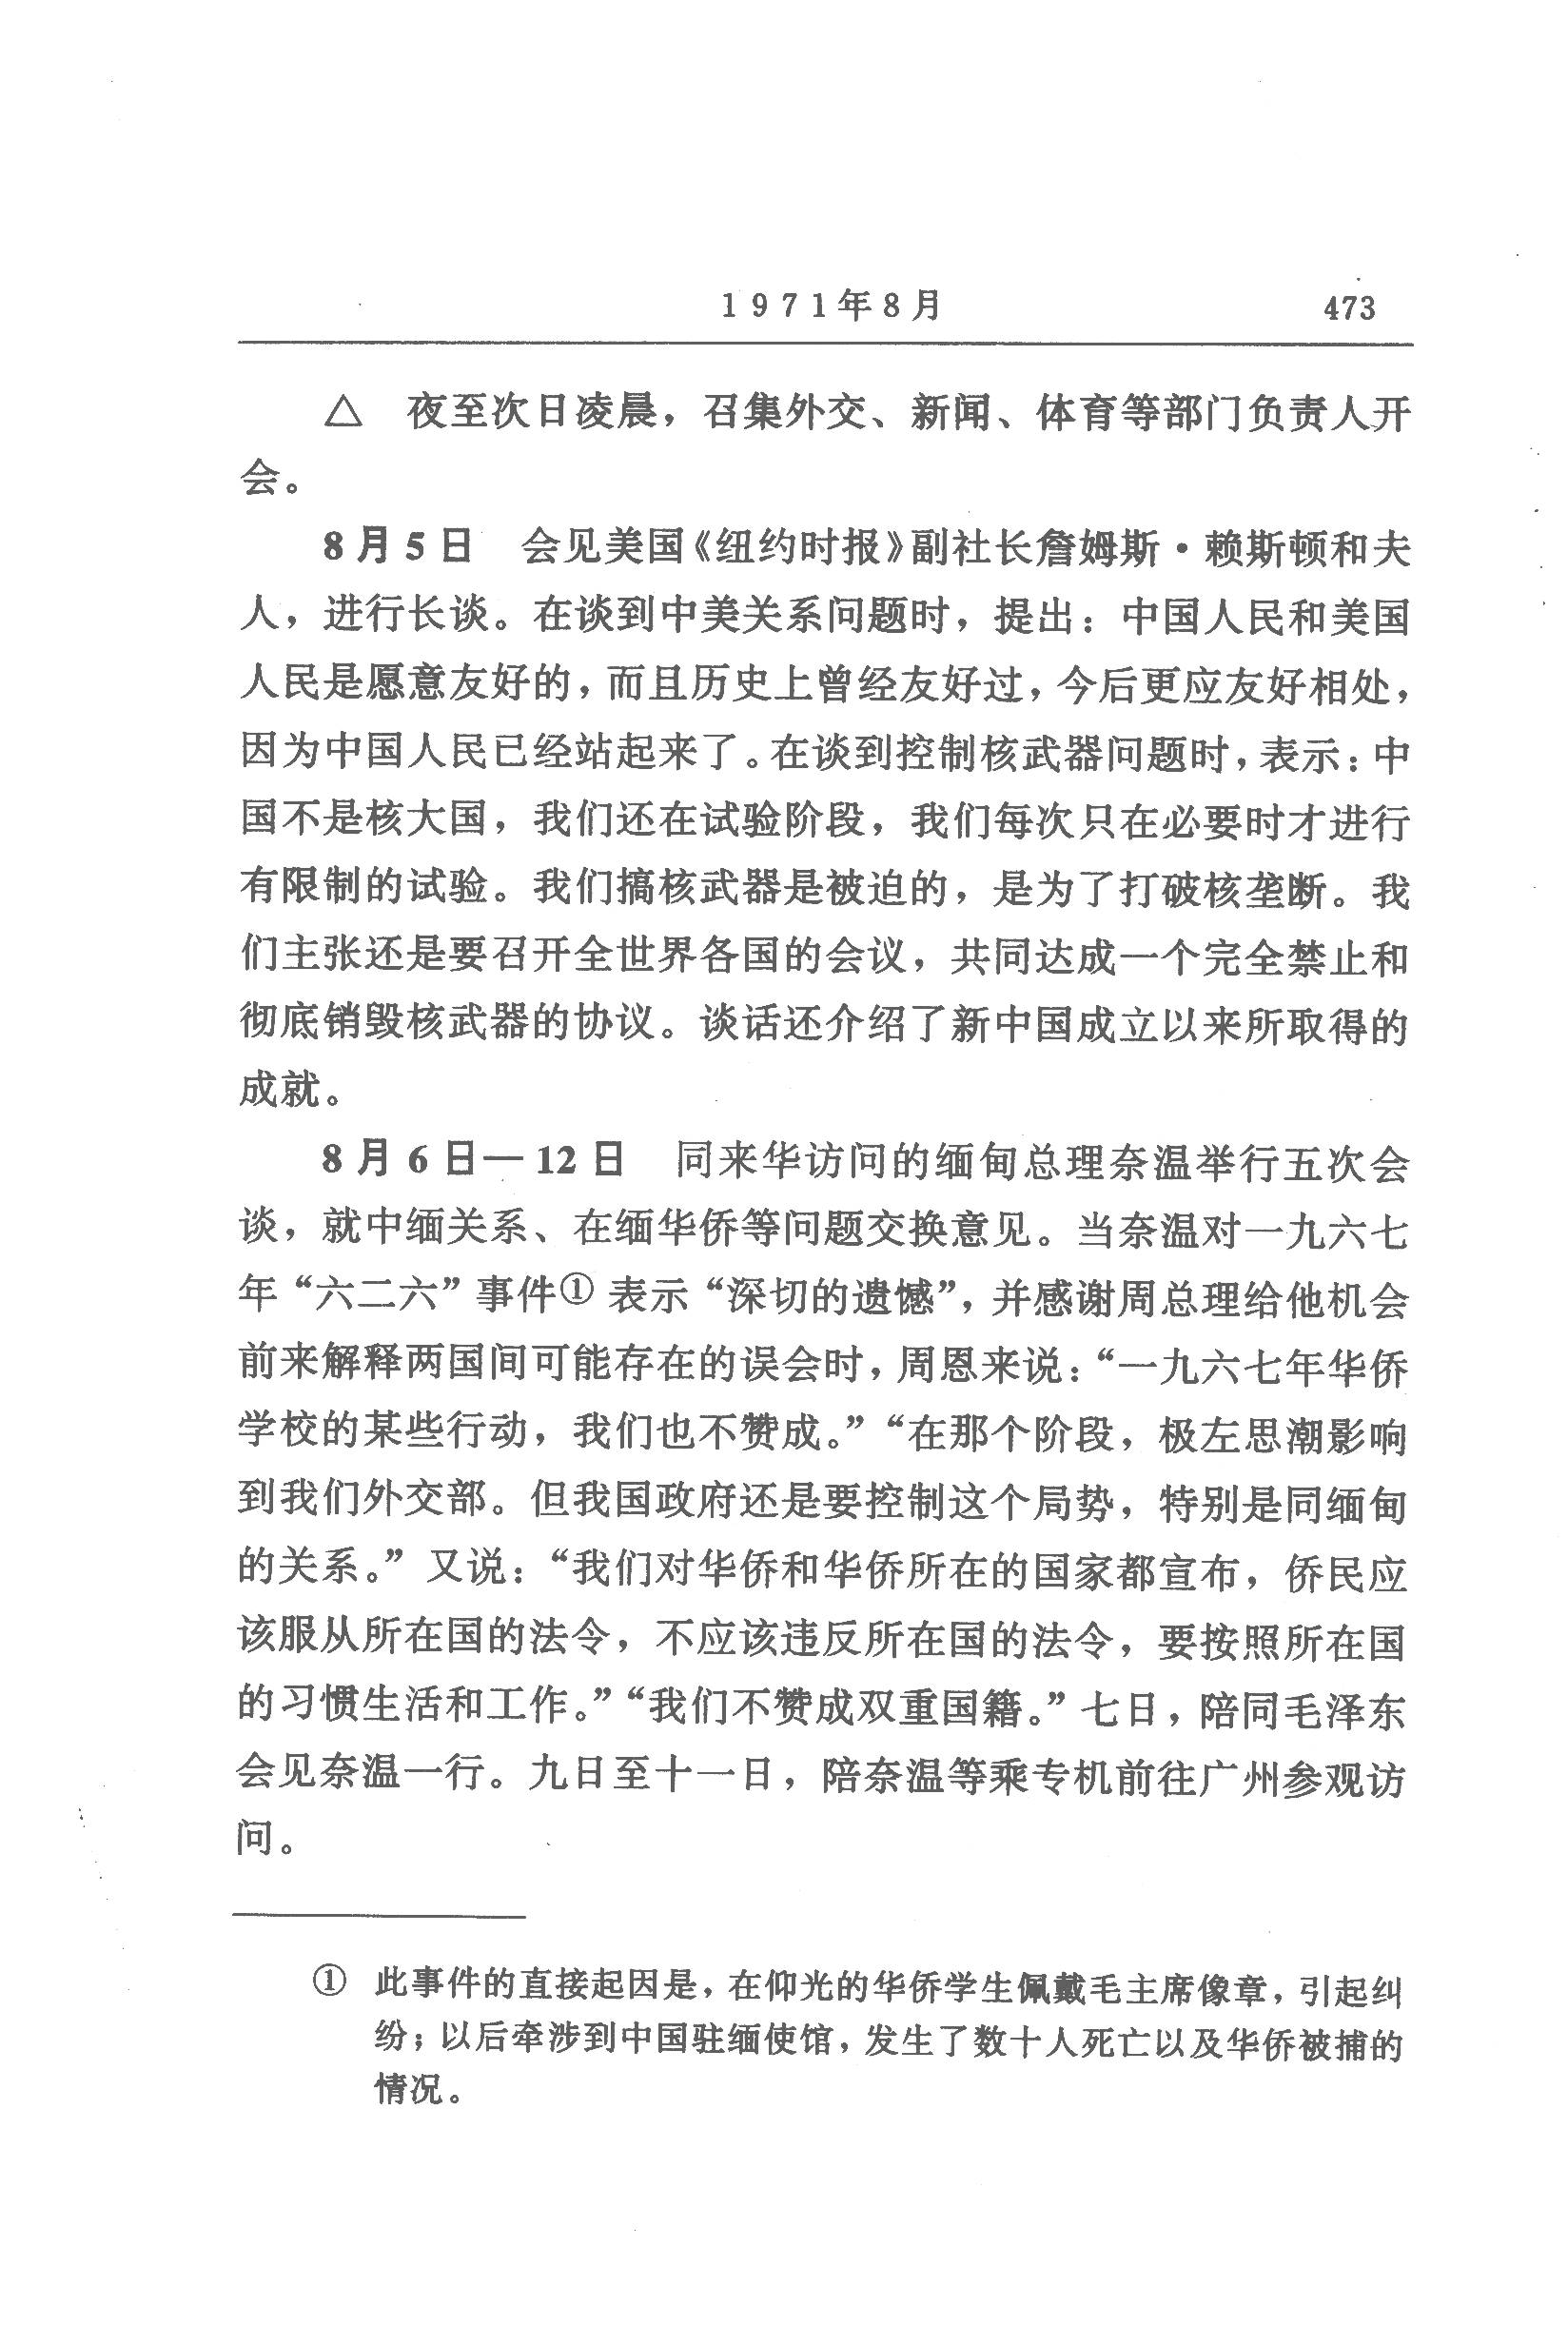 1971年8月 473
△ 夜至次日凌晨，召集外交、新闻、体育等部门负责人开
会。
8月5日 会见美国《纽约时报》副社长詹姆斯·赖斯顿和夫
人，进行长谈。在谈到中美关系问题时，提出：中国人民和美国
人民是愿意友好的，而且历史上曾经友好过，今后更应友好相处，
因为中国人民已经站起来了。在谈到控制核武器问题时，表示：中
国不是核大国，我们还在试验阶段，我们每次只在必要时才进行
有限制的试验。我们搞核武器是被迫的，是为了打破核垄断。我
们主张还是要召开全世界各国的会议，共同达成一个完全禁止和
彻底销毁核武器的协议。谈话还介绍了新中国成立以来所取得的
成就。
8月6日—12日 同来华访问的缅甸总理奈温举行五次会
谈，就中缅关系、在缅华侨等问题交换意见。当奈温对一九六七
年“六二六”事件①表示“深切的遗憾”，并感谢周总理给他机会
前来解释两国间可能存在的误会时，周恩来说：“一九六七年华侨
学校的某些行动，我们也不赞成。”“在那个阶段，极左思潮影响
到我们外交部。但我国政府还是要控制这个局势，特别是同缅甸
的关系。”又说：“我们对华侨和华侨所在的国家都宣布，侨民应
该服从所在国的法令，不应该违反所在国的法令，要按照所在国
的习惯生活和工作。”“我们不赞成双重国籍。”七日，陪同毛泽东
会见奈温一行。九日至十一日，陪奈温等乘专机前往广州参观访
问。
① 此事件的直接起因是，在仰光的华侨学生佩戴毛主席像章，引起纠
纷；以后牵涉到中国驻缅使馆，发生了数十人死亡以及华侨被捕的
情况。